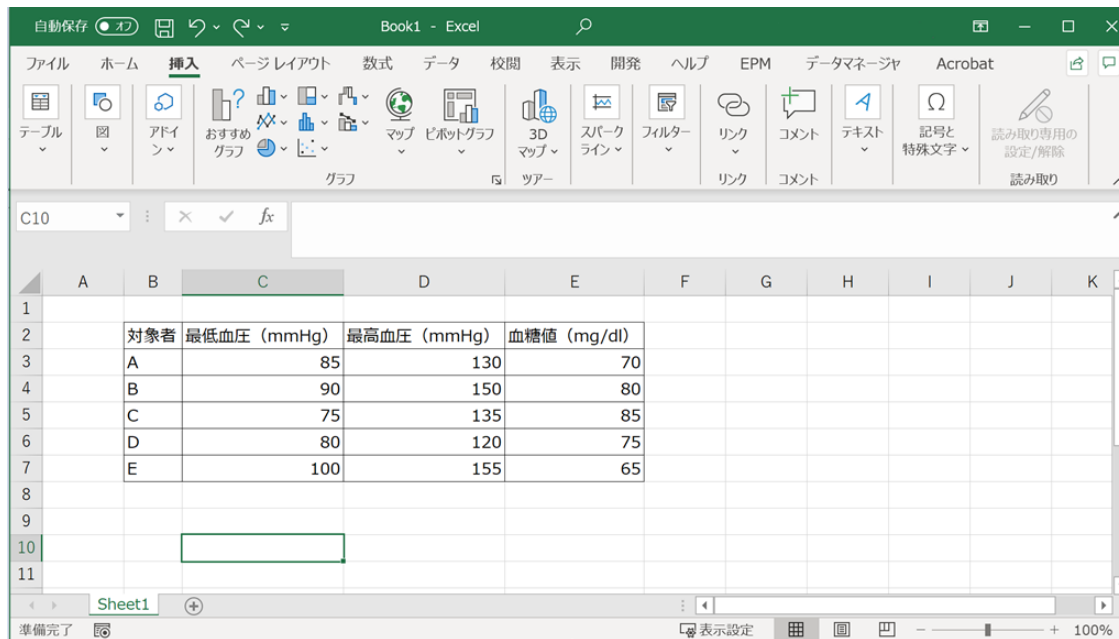 自動保存 オフ Book1 - Excel
ファイル ホーム 挿入 ページ レイアウト 数式 データ 校閲 表示 開発 ヘルプ EPM データマネージャ Acrobat
テーブル 図 アドイン おすすめグラフ マップ ピボットグラフ 3Dマップ スパークライン フィルター リンク コメント テキスト 記号と特殊文字 読み取り専用の設定/解除
グラフ ツアー リンク コメント 読み取り
C10 fx
A B C D E F G H I J K
1
2 対象者 最低血圧（mmHg） 最高血圧（mmHg） 血糖値（mg/dl）
3 A 85 130 70
4 B 90 150 80
5 C 75 135 85
6 D 80 120 75
7 E 100 155 65
8
9
10
11
Sheet1
準備完了 表示設定 100%